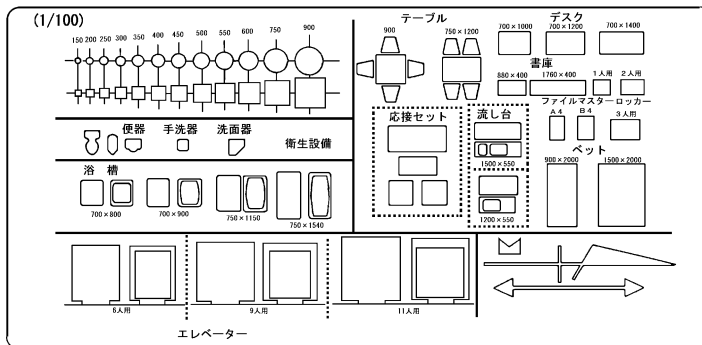 (1/100)
150 200 250 300 350 400 450 500 550 600 750 900
便器 手洗器 洗面器 衛生設備
浴槽
700×800 700×900 750×1150 750×1540
6人用 9人用 11人用
エレベーター
テーブル
900 750×1200
デスク
700×1000 700×1200 700×1400
書庫
880×400 1760×400 1人用 2人用
ファイルマスターロッカー
A4 B4 3人用
応接セット
流し台
1500×550
1200×550
ベット
900×2000 1500×2000